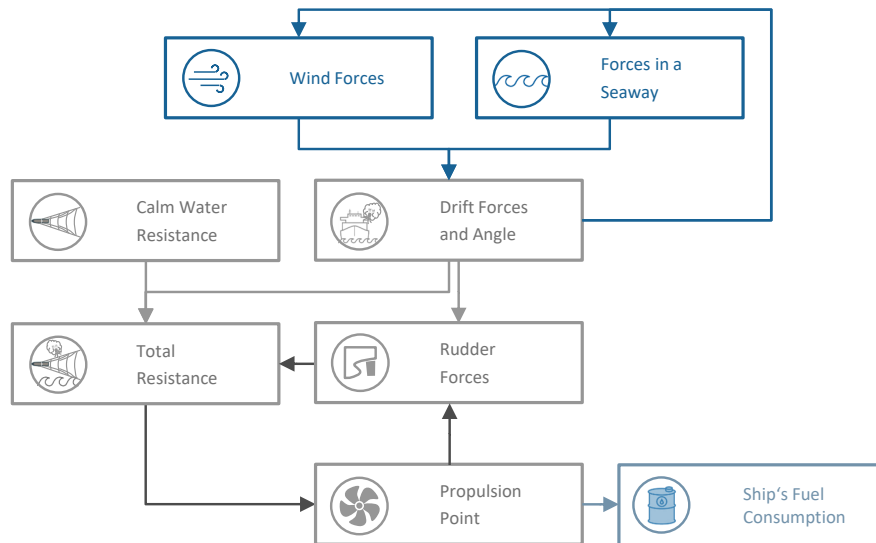 Wind Forces
Forces in a
Seaway
Calm Water
Resistance
Drift Forces
and Angle
Total
Resistance
Rudder
Forces
Propulsion
Point
Ship‘s Fuel
Consumption